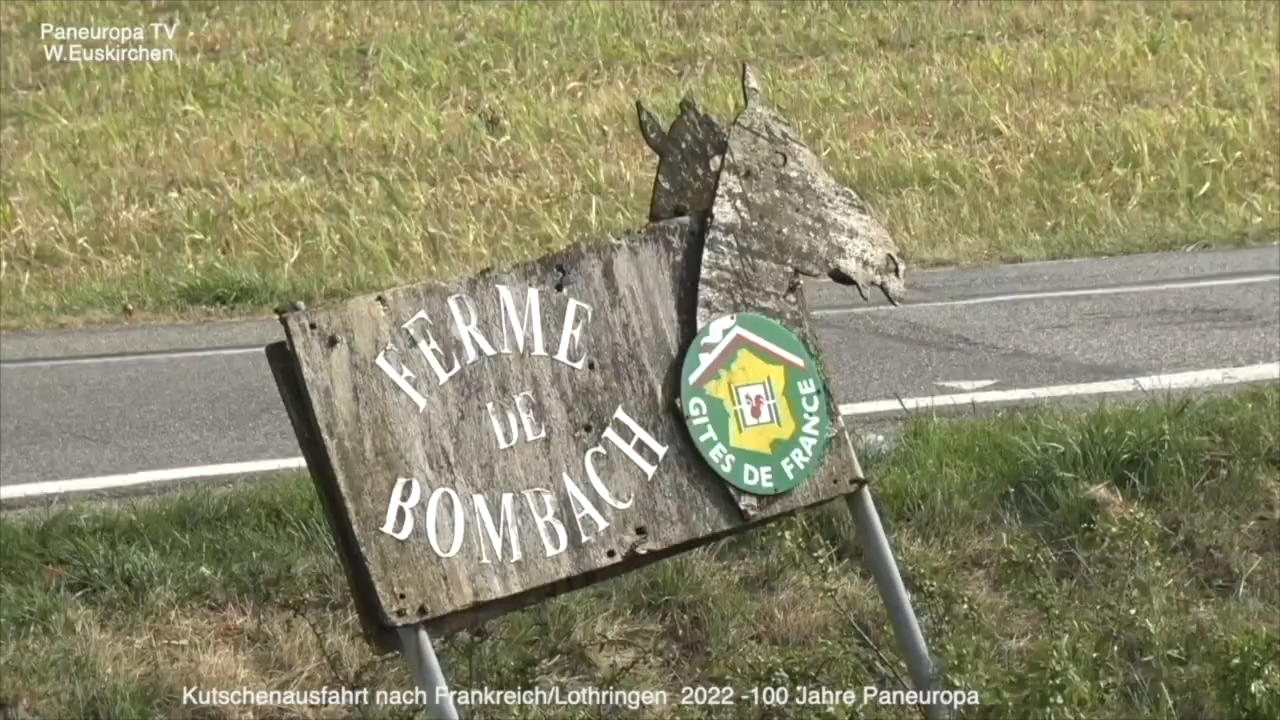 Paneuropa TV
W.Euskirchen
FERME
DE
BOMBACH
GITES DE FRANCE
Kutschenausfahrt nach Frankreich/Lothringen 2022 -100 Jahre Paneuropa